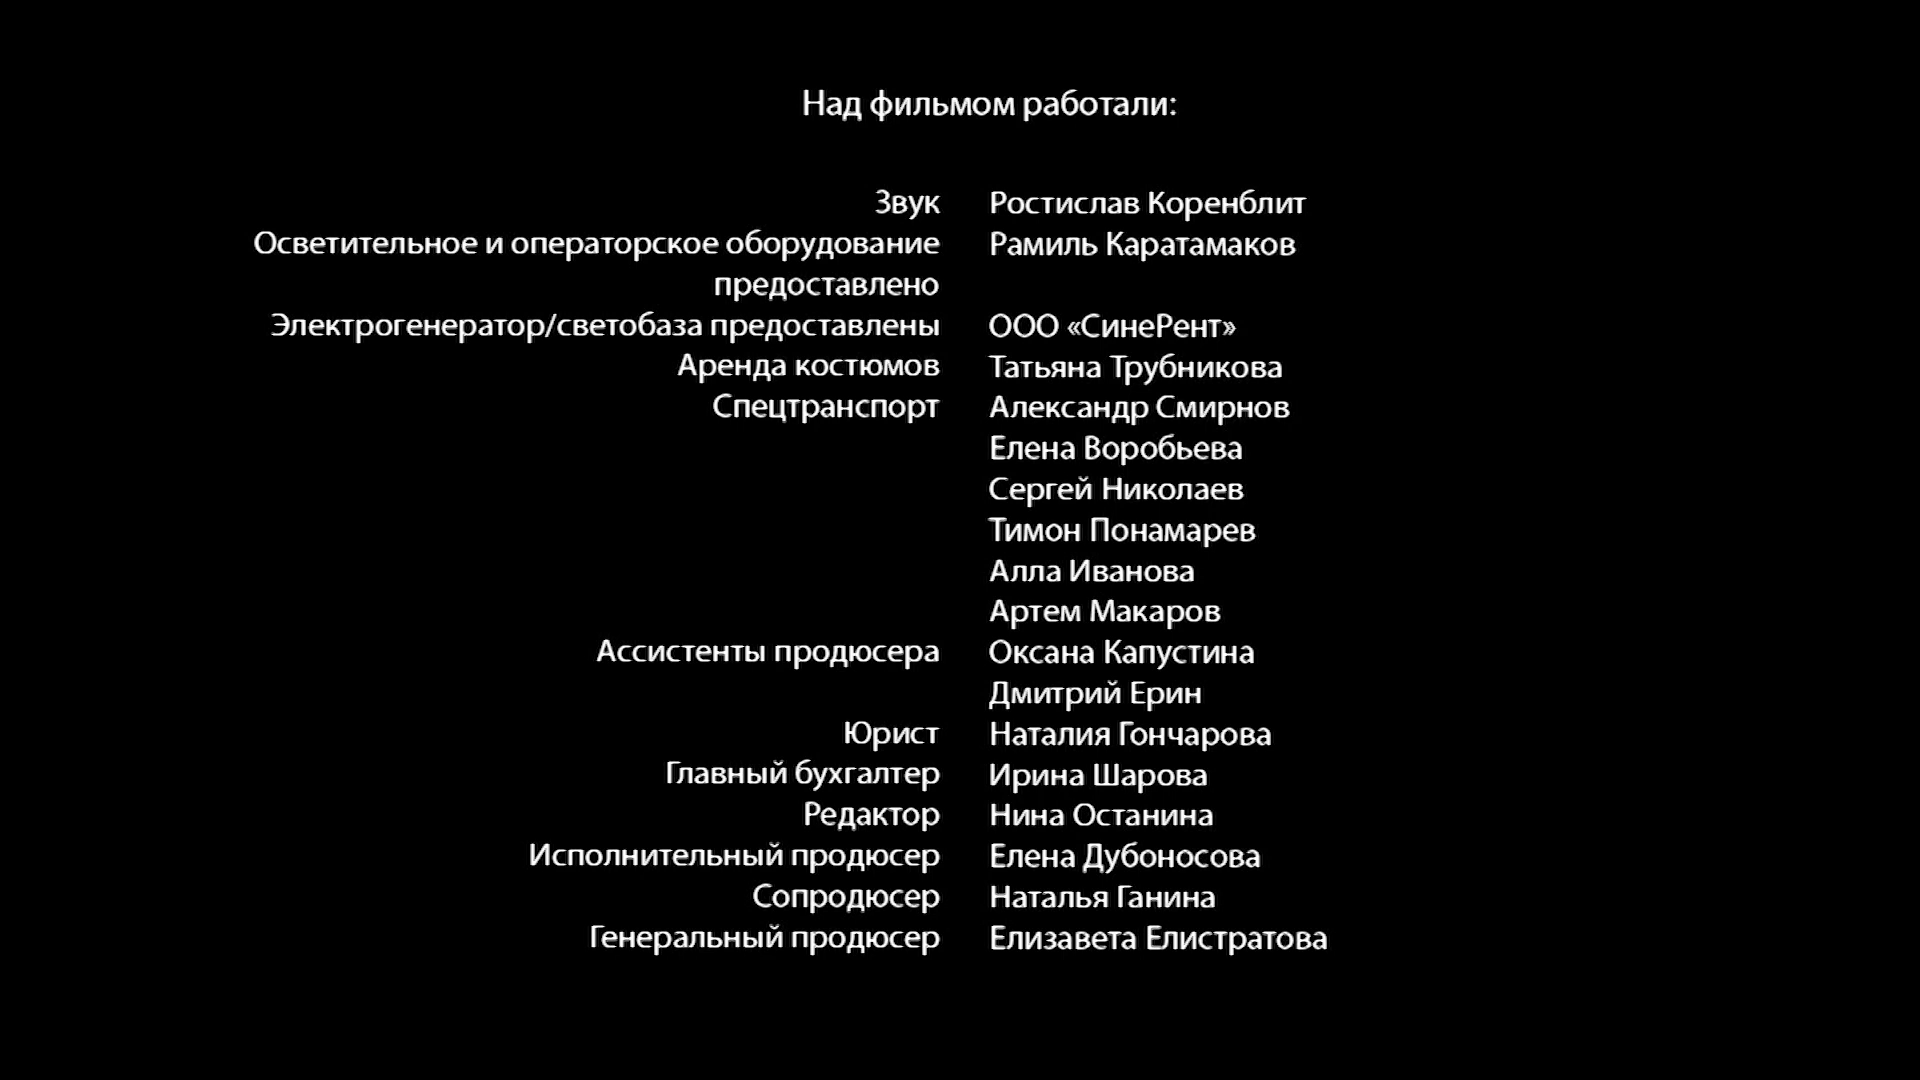 Над фильмом работали:
Звук Ростислав Коренблит
Осветительное и операторское оборудование Рамиль Каратамаков
предоставлено
Электрогенератор/светобаза предоставлены ООО «СинеРент»
Аренда костюмов Татьяна Трубникова
Спецтранспорт Александр Смирнов
Елена Воробьева
Сергей Николаев
Тимон Понамарев
Алла Иванова
Артем Макаров
Ассистенты продюсера Оксана Капустина
Дмитрий Ерин
Юрист Наталия Гончарова
Главный бухгалтер Ирина Шарова
Редактор Нина Останина
Исполнительный продюсер Елена Дубоносова
Сопродюсер Наталья Ганина
Генеральный продюсер Елизавета Елистратова